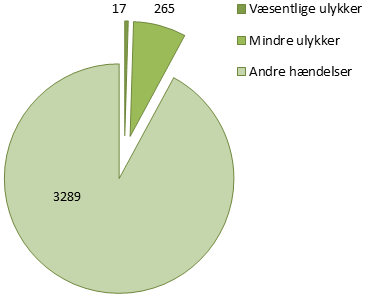 17
265
Væsentlige ulykker
Mindre ulykker
Andre hændelser
3289